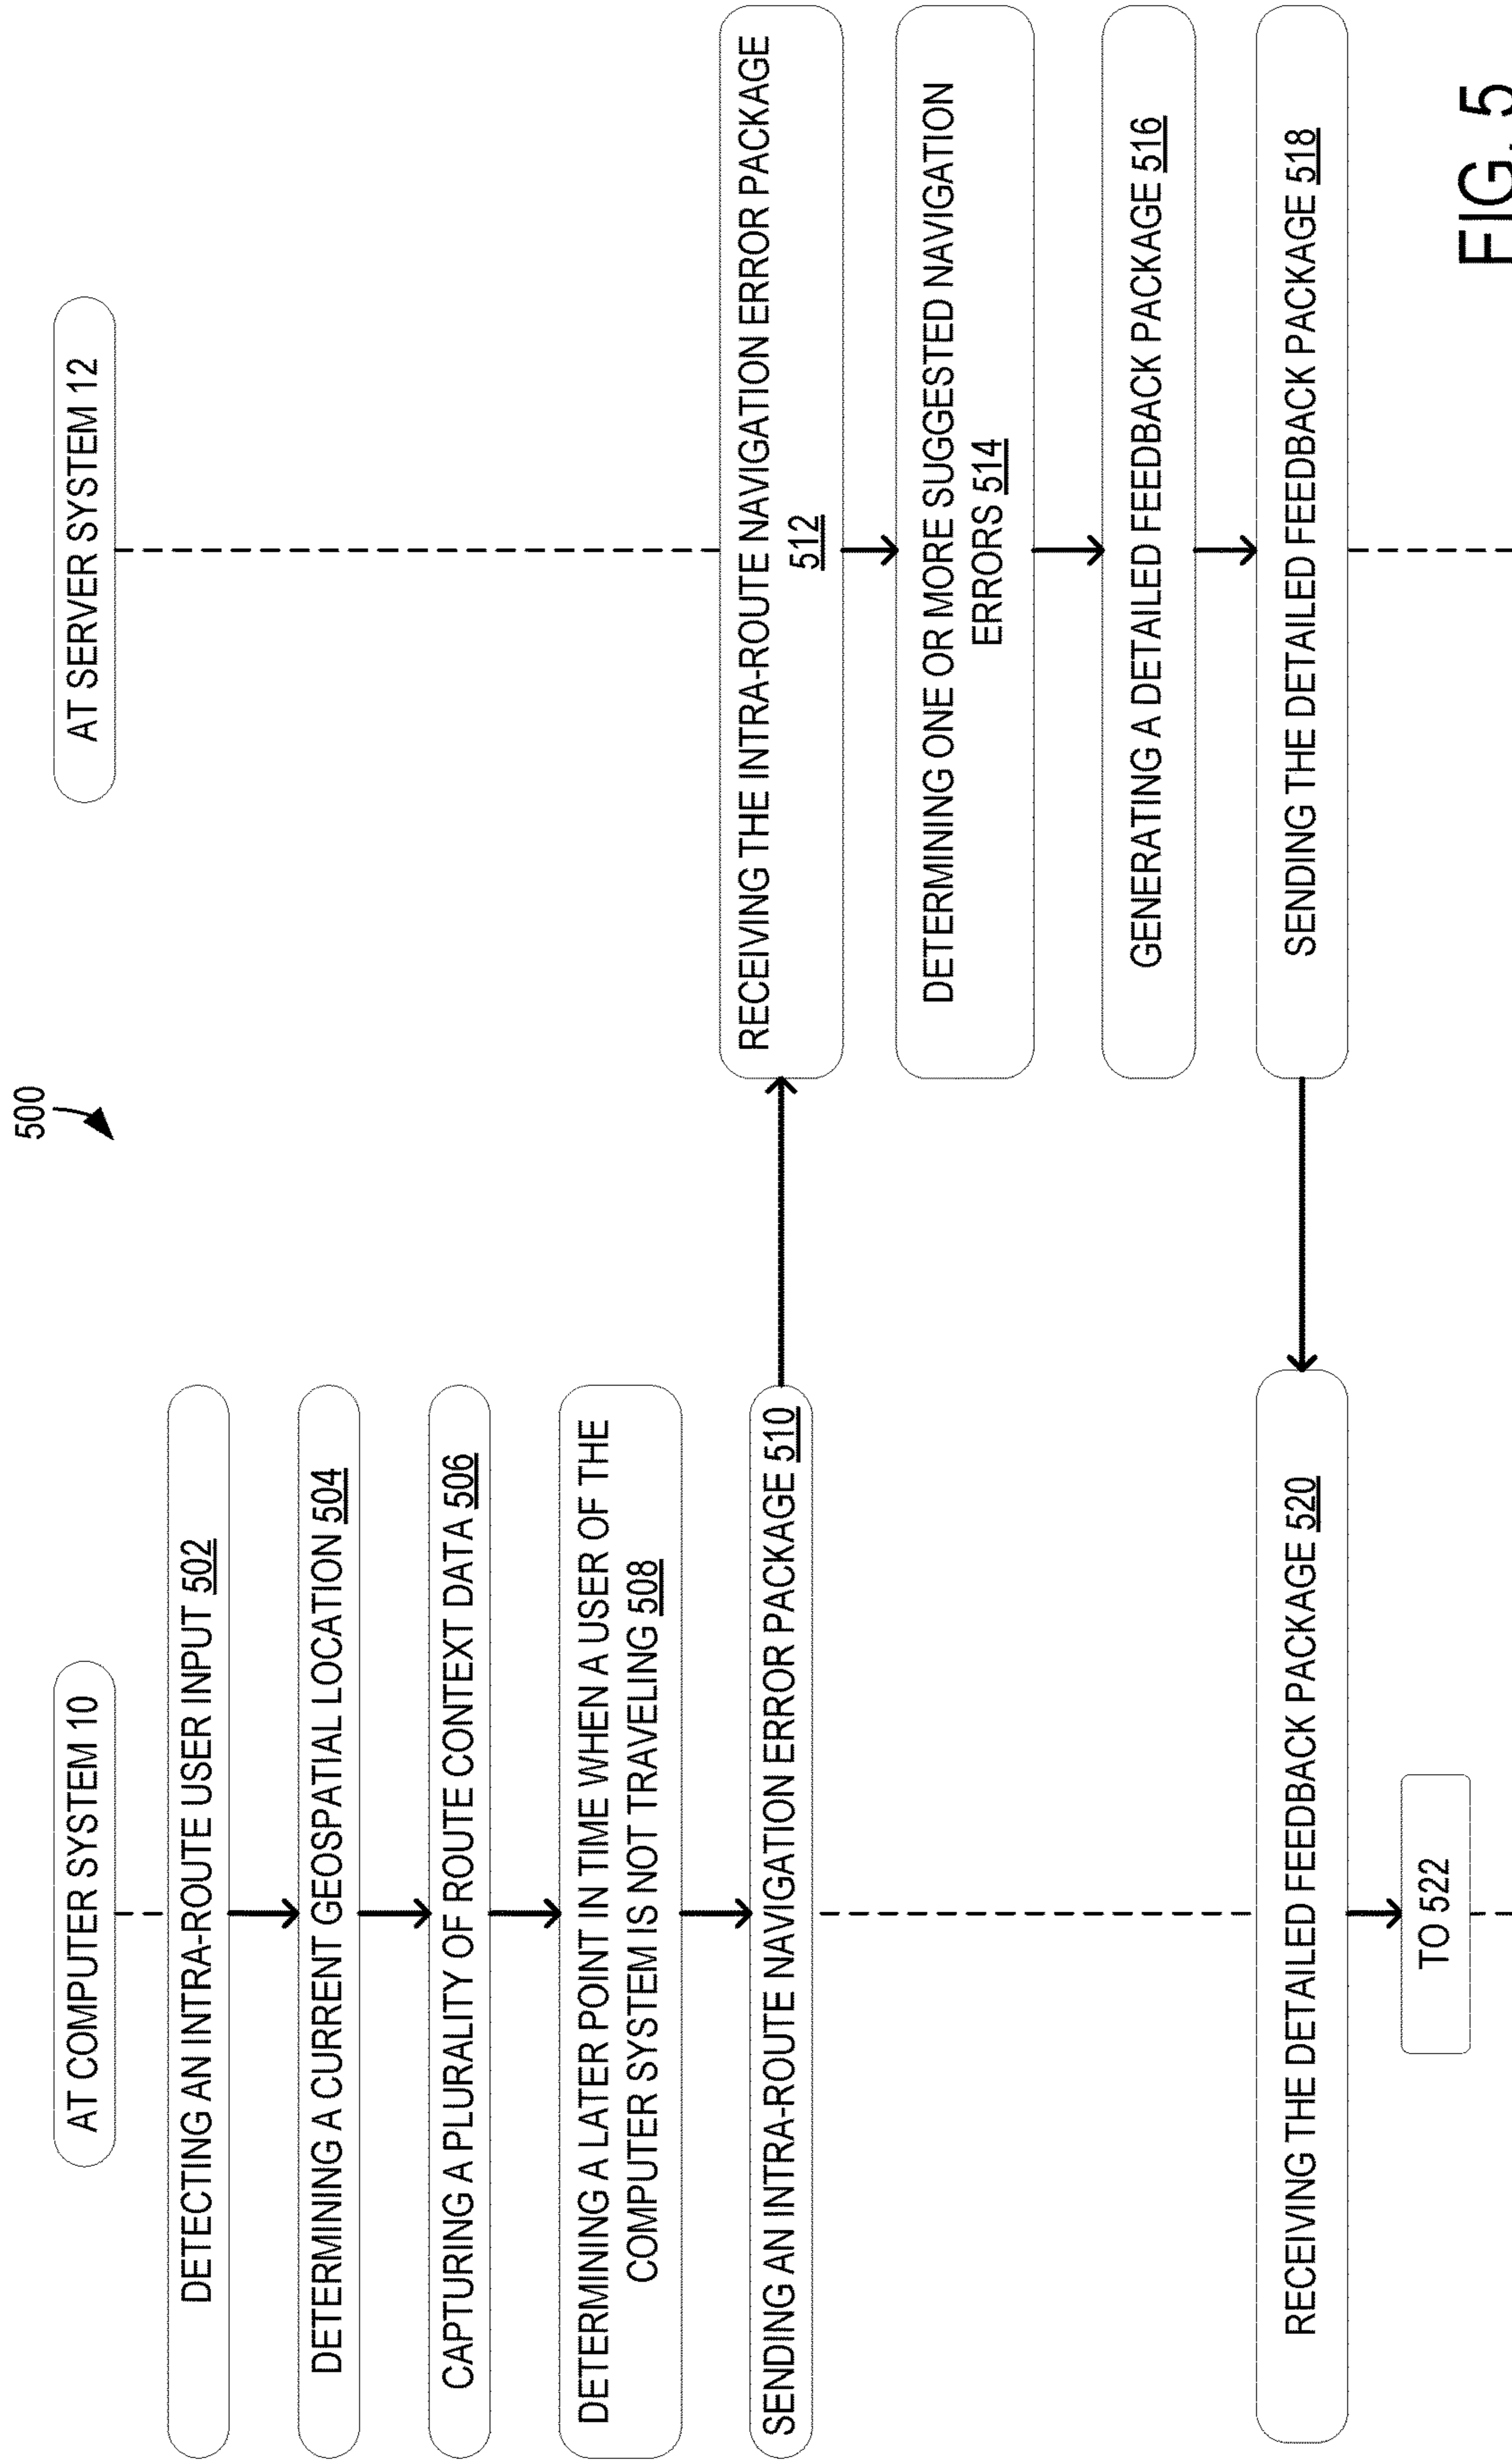 500
AT COMPUTER SYSTEM 10
AT SERVER SYSTEM 12
DETECTING AN INTRA-ROUTE USER INPUT 502
DETERMINING A CURRENT GEOSPATIAL LOCATION 504
CAPTURING A PLURALITY OF ROUTE CONTEXT DATA 506
DETERMINING A LATER POINT IN TIME WHEN A USER OF THE
COMPUTER SYSTEM IS NOT TRAVELING 508
SENDING AN INTRA-ROUTE NAVIGATION ERROR PACKAGE 510
RECEIVING THE INTRA-ROUTE NAVIGATION ERROR PACKAGE
512
DETERMINING ONE OR MORE SUGGESTED NAVIGATION
ERRORS 514
GENERATING A DETAILED FEEDBACK PACKAGE 516
SENDING THE DETAILED FEEDBACK PACKAGE 518
RECEIVING THE DETAILED FEEDBACK PACKAGE 520
TO 522
FIG. 5